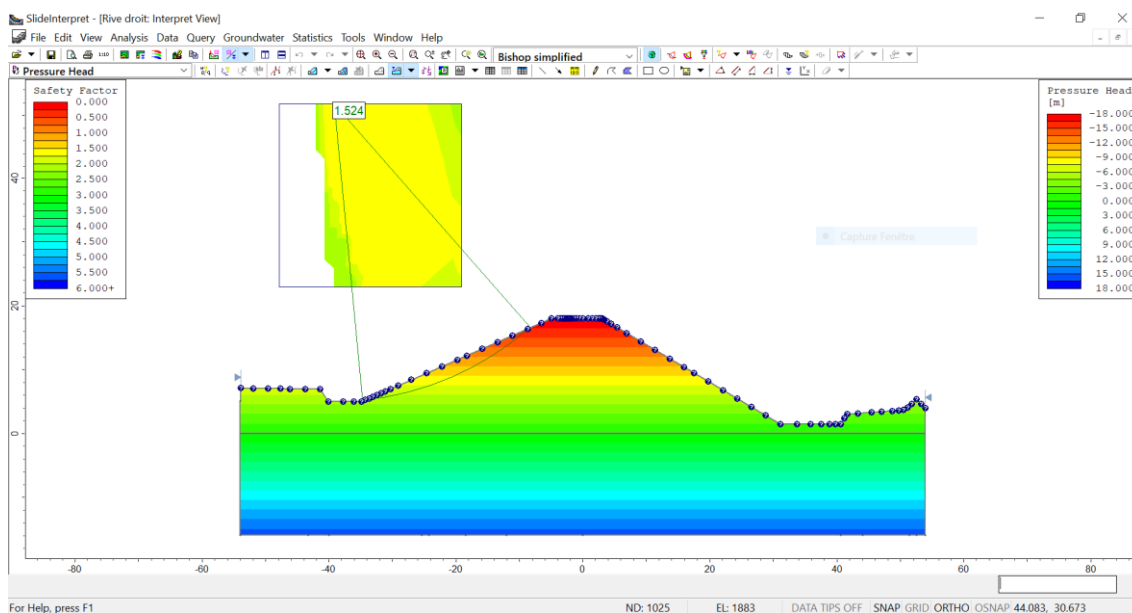 SlideInterpret - [Rive droit: Interpret View]
File Edit View Analysis Data Query Groundwater Statistics Tools Window Help
1:10
Bishop simplified
Pressure Head
Safety Factor
0.000
0.500
1.000
1.500
2.000
2.500
3.000
3.500
4.000
4.500
5.000
5.500
6.000+
1.524
Pressure Head
[m]
-18.000
-15.000
-12.000
-9.000
-6.000
-3.000
0.000
3.000
6.000
9.000
12.000
15.000
18.000
Capture Fenêtre
40
20
0
-80 -60 -40 -20 0 20 40 60 80
For Help, press F1
ND: 1025 EL: 1883 DATA TIPS OFF SNAP GRID ORTHO OSNAP 44.083, 30.673